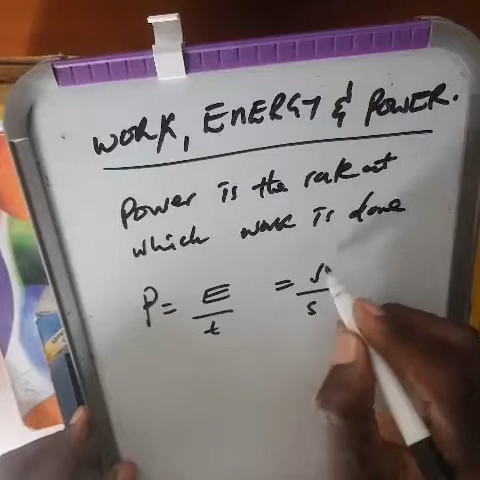 WORK, ENERGY & POWER.
Power is the rate at
which work is done
P = E/t = J/s